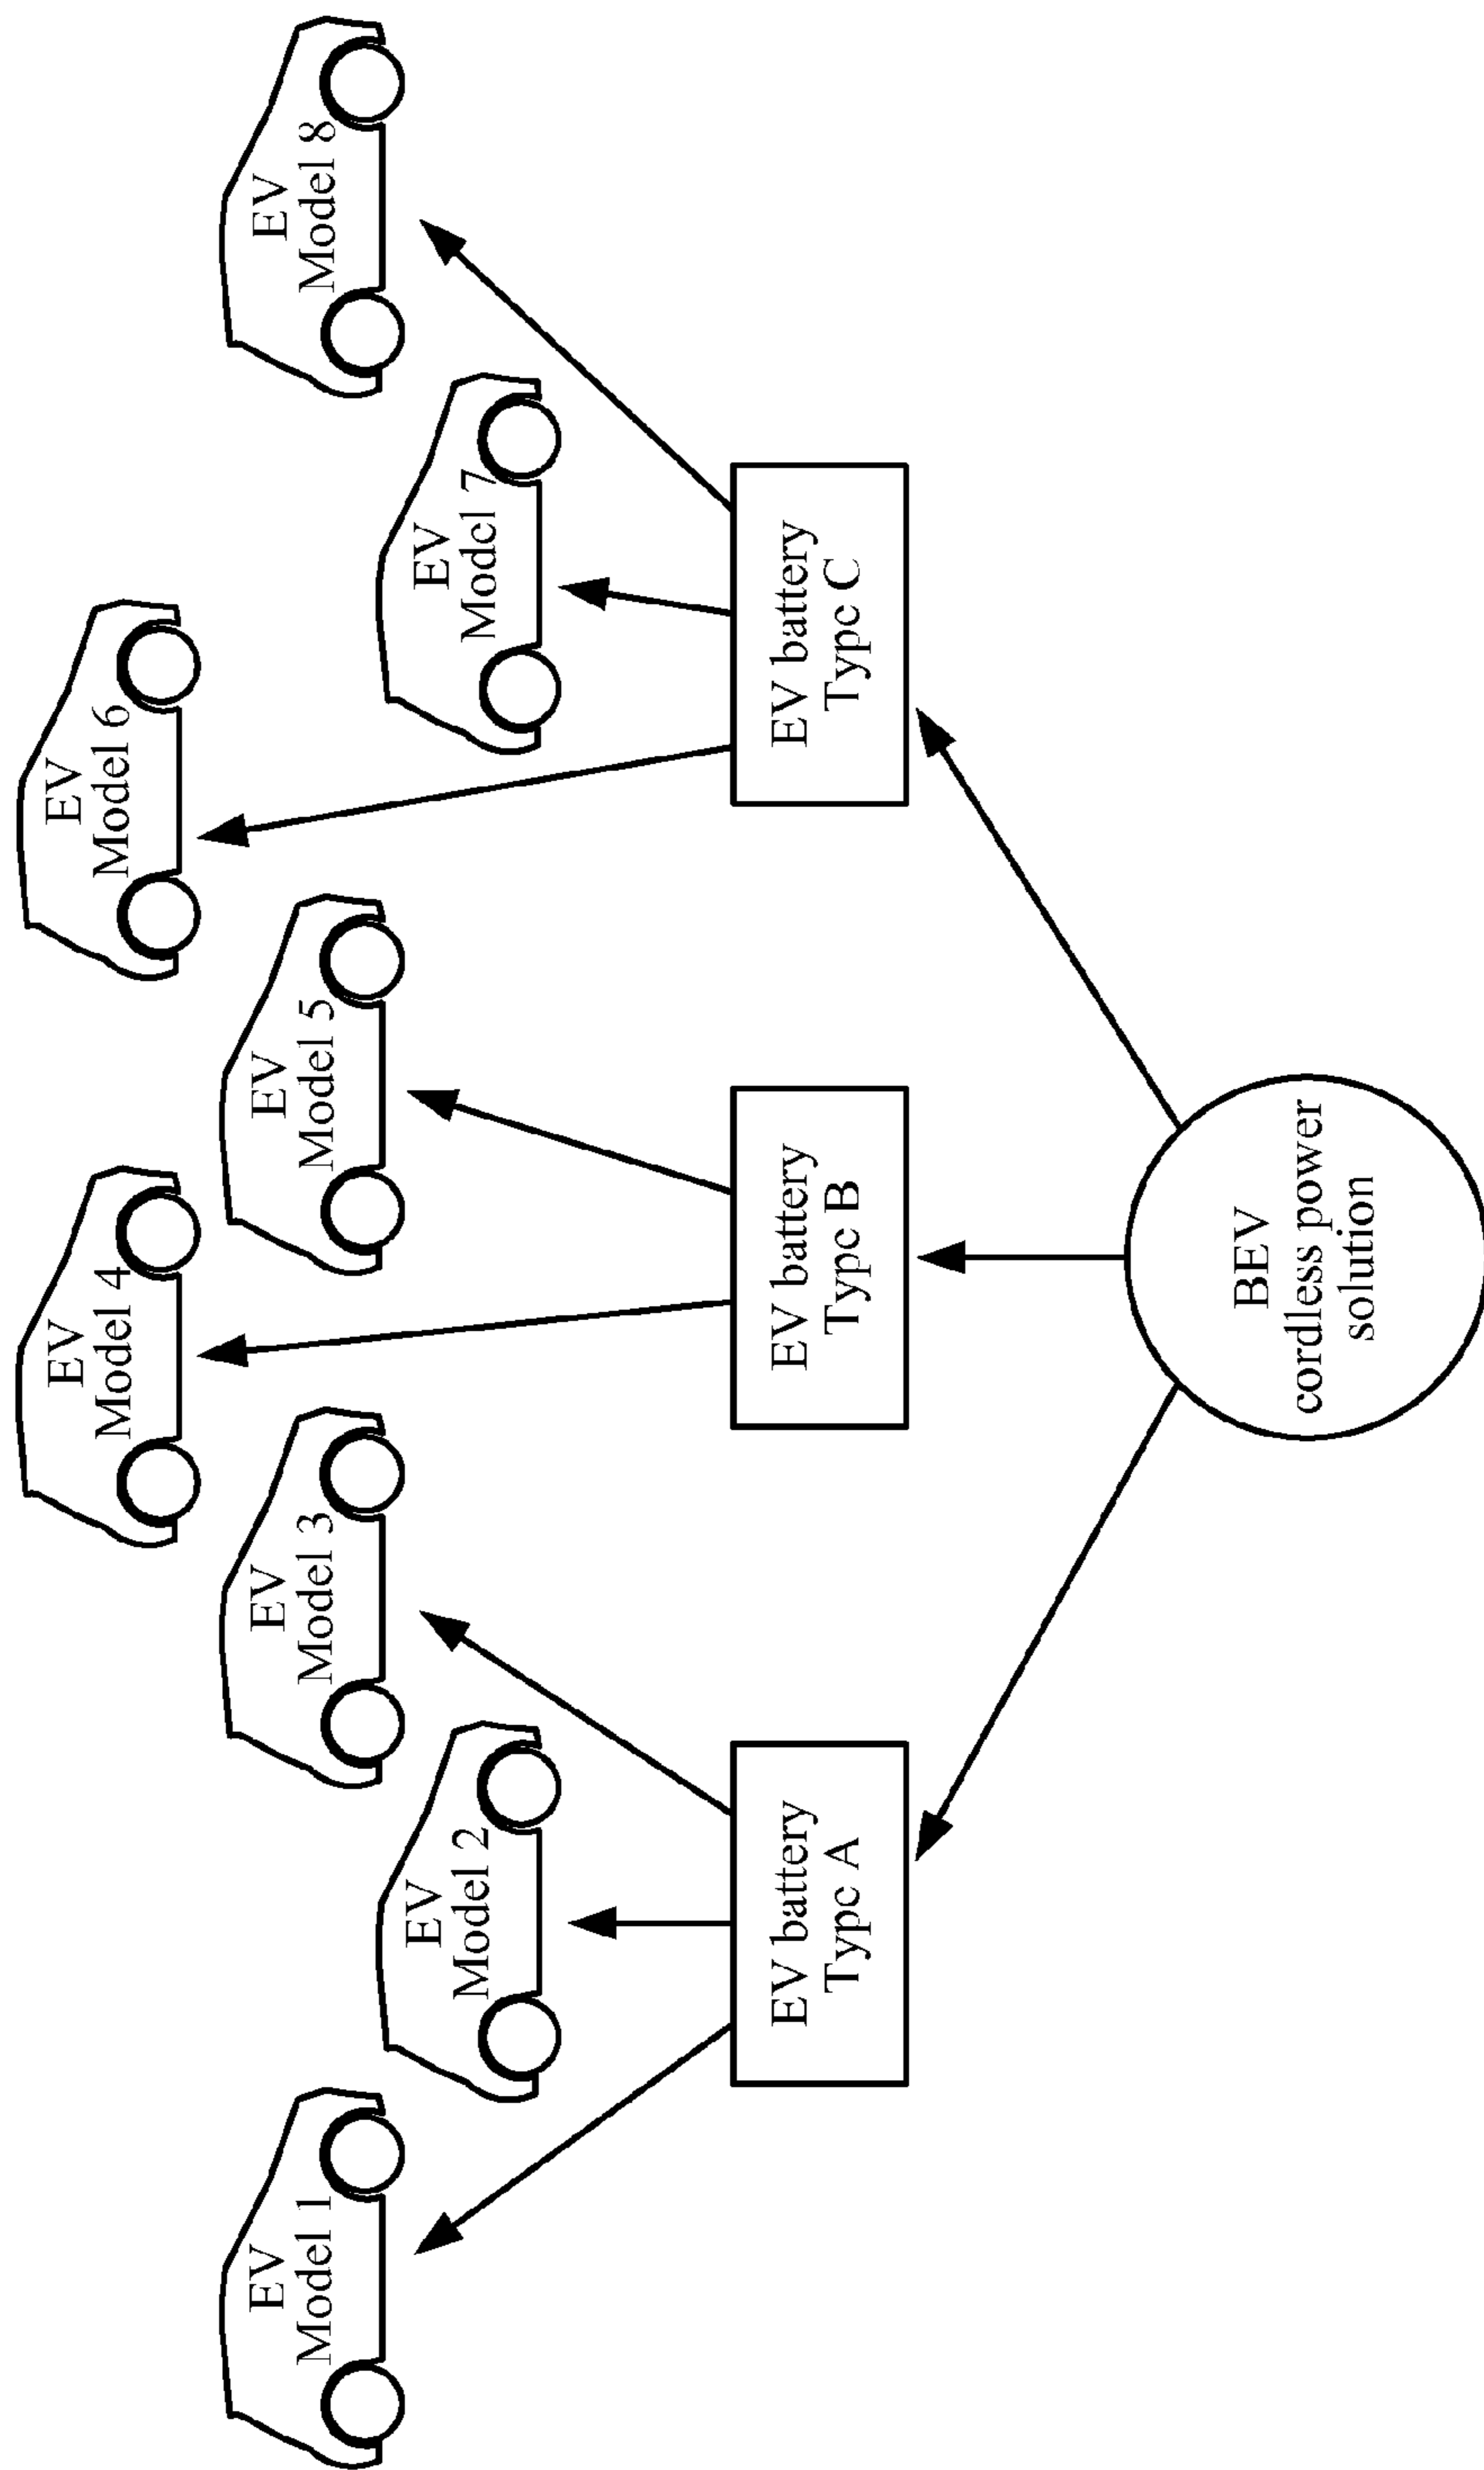 EV
Model 1
EV
Model 2
EV
Model 3
EV
Model 4
EV
Model 5
EV
Model 6
EV
Model 7
EV
Model 8
EV battery
Type A
EV battery
Type B
EV battery
Type C
BEV
cordless power
solution